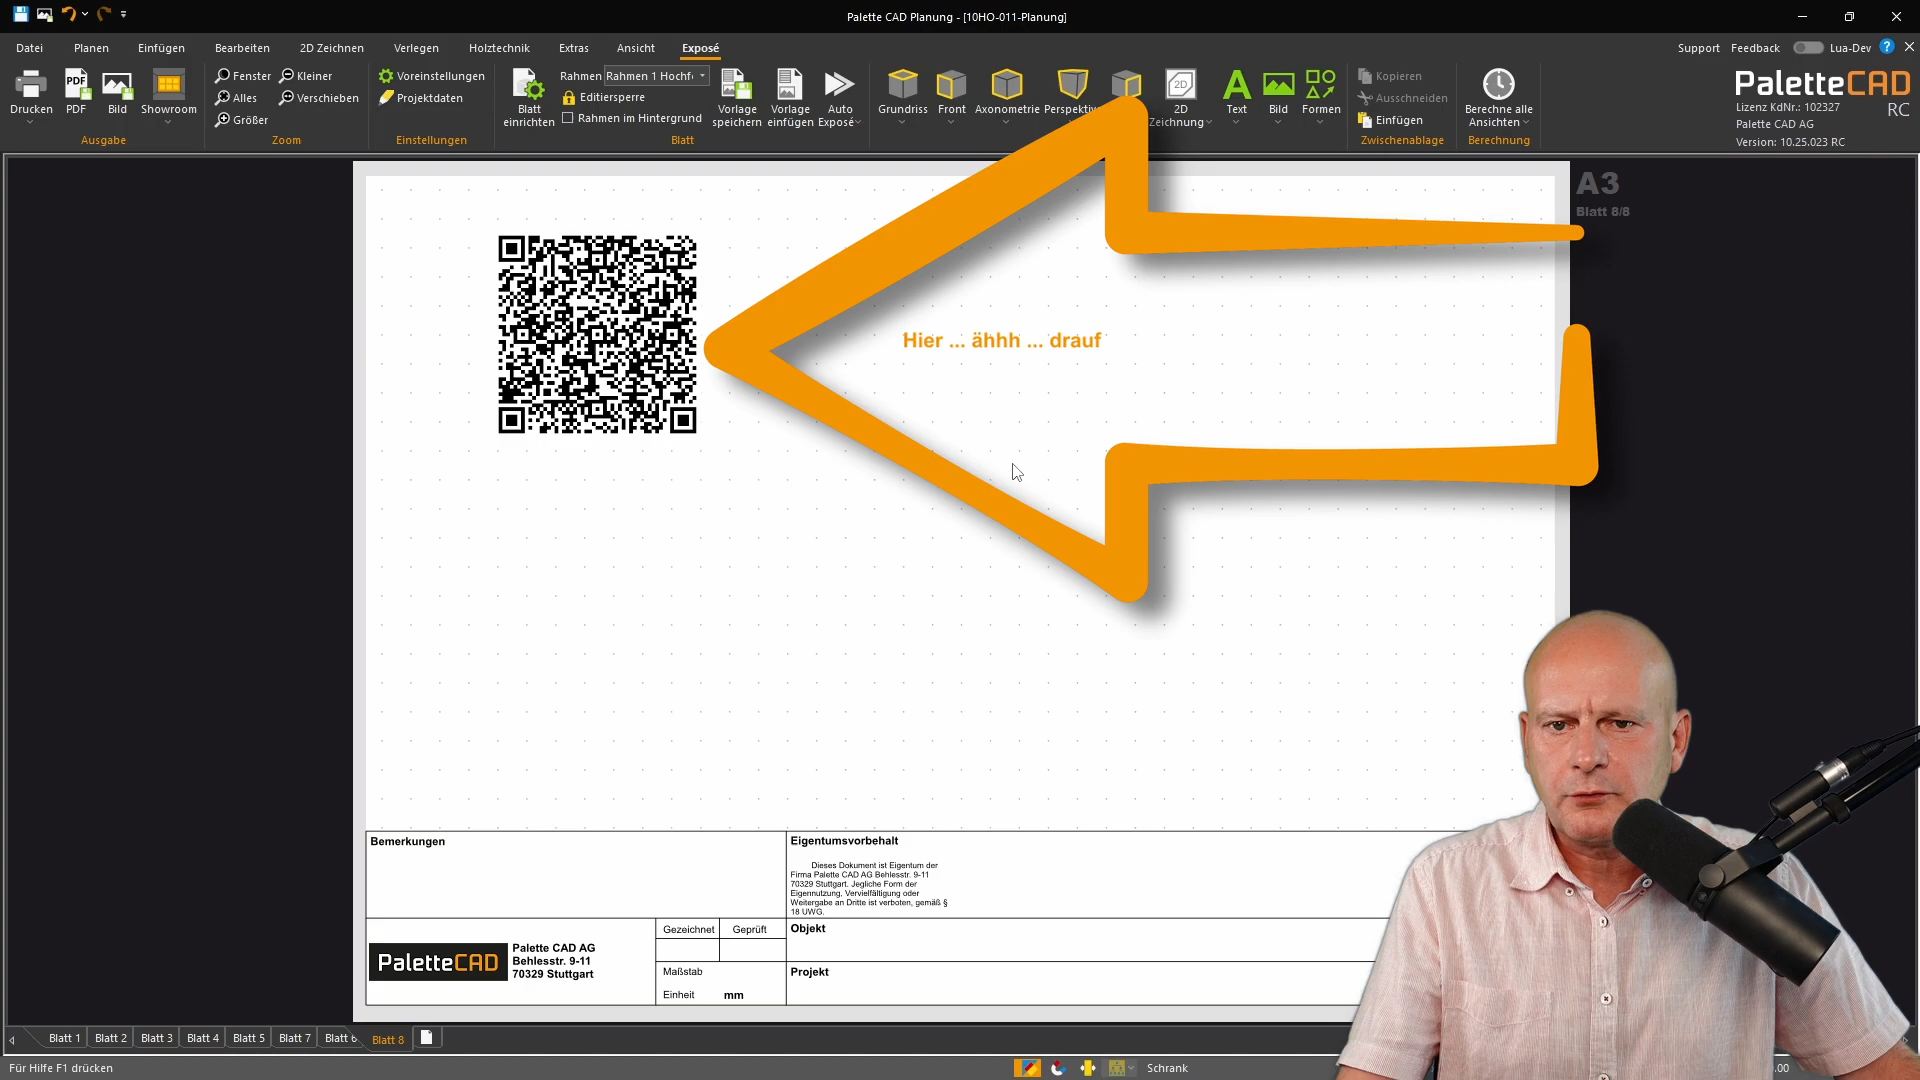 Palette CAD Planung - [10HO-011-Planung]
Datei Planen Einfügen Bearbeiten 2D Zeichnen Verlegen Holztechnik Extras Ansicht Exposé
Support Feedback Lua-Dev ?
Drucken PDF Bild Showroom
Ausgabe
Fenster Kleiner
Alles Verschieben
Größer
Zoom
Voreinstellungen
Projektdaten
Einstellungen
Blatt einrichten
Rahmen Rahmen 1 Hochf
Editiersperre
Rahmen im Hintergrund
Vorlage speichern
Vorlage einfügen
Auto Exposé
Blatt
Grundriss Front Axonometrie
2D
2D Zeichnung
Text Bild Formen
Kopieren
Ausschneiden
Einfügen
Zwischenablage
Berechne alle Ansichten
Berechnung
PaletteCAD
RC
Lizenz KdNr.: 102327
Palette CAD AG
Version: 10.25.023 RC
A3
Blatt 8/8
Hier ... ähhh ... drauf
Bemerkungen
Eigentumsvorbehalt
Dieses Dokument ist Eigentum der
Firma Palette CAD AG Behlesstr. 9-11
70329 Stuttgart. Jegliche Form der
Eigennutzung, Vervielfältigung oder
Weitergabe an Dritte ist verboten, gemäß §
18 UWG.
PaletteCAD
Palette CAD AG
Behlesstr. 9-11
70329 Stuttgart
Gezeichnet Geprüft
Maßstab
Einheit mm
Objekt
Projekt
Blatt 1 Blatt 2 Blatt 3 Blatt 4 Blatt 5 Blatt 7 Blatt 8
Für Hilfe F1 drücken
Schrank